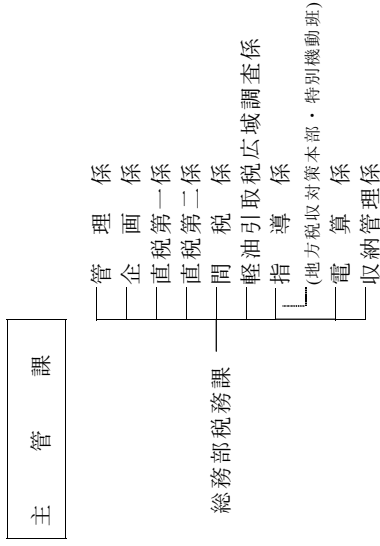 主管課
総務部税務課
管理係
企画係
直税第一係
直税第二係
間税係
軽油引取税広域調査係
指導係
(地方税収対策本部・特別機動班)
電算係
収納管理係